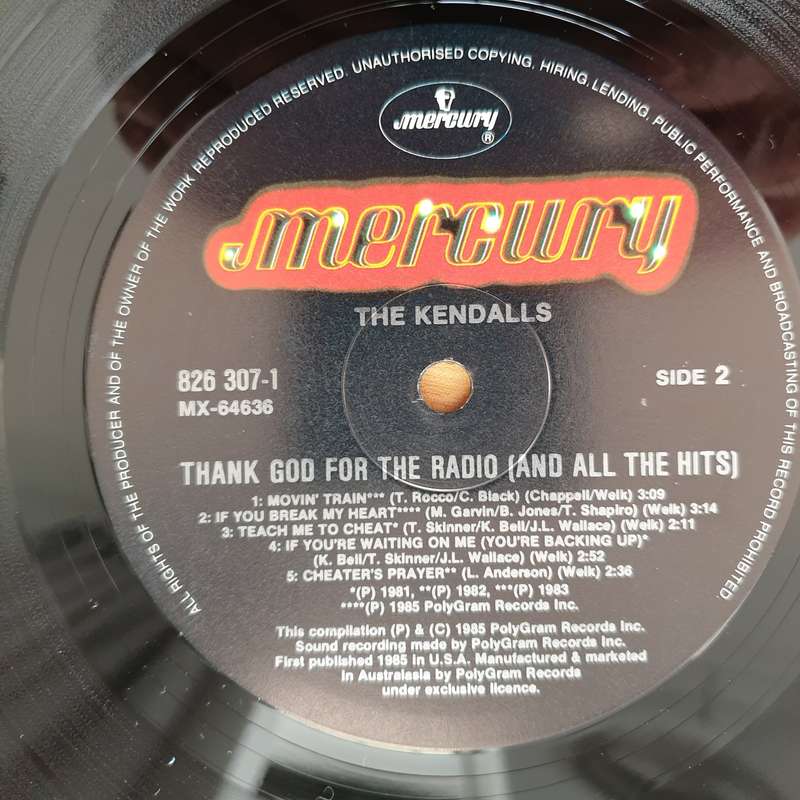 ALL RIGHTS OF THE PRODUCER AND OF THE OWNER OF THE WORK REPRODUCED RESERVED. UNAUTHORISED COPYING, HIRING, LENDING, PUBLIC PERFORMANCE AND BROADCASTING OF THIS RECORD PROHIBITED
mercury ®
mercury
THE KENDALLS
826 307-1
SIDE 2
MX-64636
THANK GOD FOR THE RADIO (AND ALL THE HITS)
1: MOVIN' TRAIN*** (T. Rocco/C. Black) (Chappell/Welk) 3:09
2: IF YOU BREAK MY HEART**** (M. Garvin/B. Jones/T. Shapiro) (Welk) 3:14
3: TEACH ME TO CHEAT* (T. Skinner/K. Bell/J.L. Wallace) (Welk) 2:11
4: IF YOU'RE WAITING ON ME (YOU'RE BACKING UP)*
(K. Bell/T. Skinner/J.L. Wallace) (Welk) 2:52
5: CHEATER'S PRAYER** (L. Anderson) (Welk) 2:36
*(P) 1981, **(P) 1982, ***(P) 1983
****(P) 1985 PolyGram Records Inc.
This compilation (P) & (C) 1985 PolyGram Records Inc.
Sound recording made by PolyGram Records Inc.
First published 1985 in U.S.A. Manufactured & marketed
in Australasia by PolyGram Records
under exclusive licence.